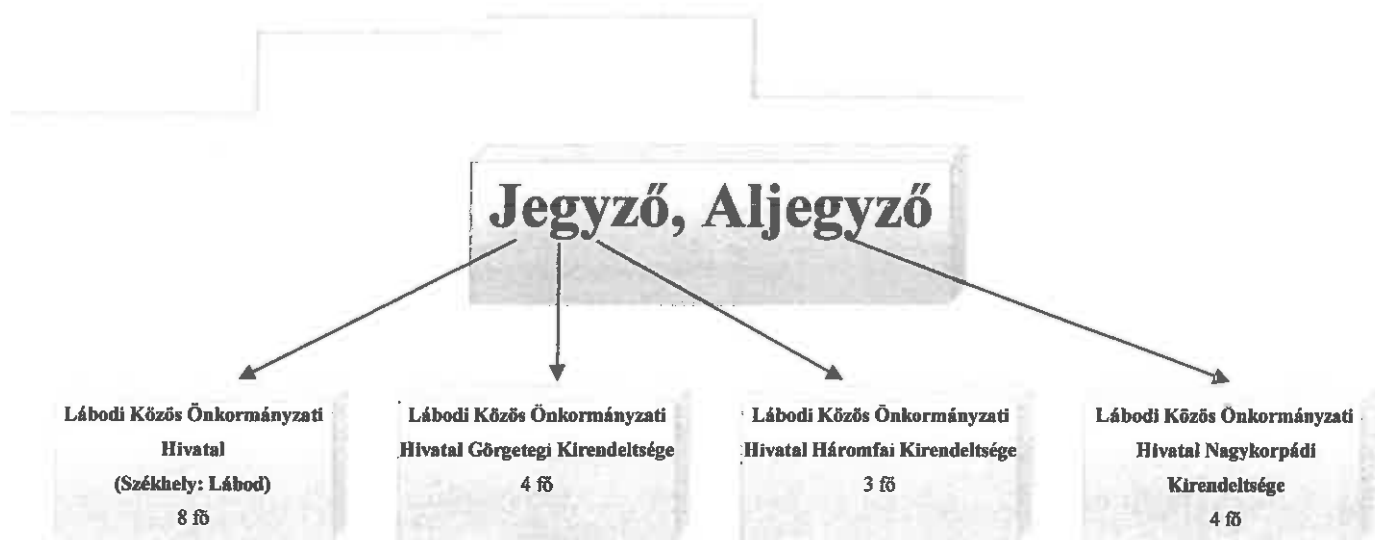 Jegyző, Aljegyző
Lábodi Közös Önkormányzati
Hivatal
(Székhely: Lábod)
8 fő
Lábodi Közös Önkormányzati
Hivatal Görgetegi Kirendeltsége
4 fő
Lábodi Közös Önkormányzati
Hivatal Háromfai Kirendeltsége
3 fő
Lábodi Közös Önkormányzati
Hivatal Nagykorpádi
Kirendeltsége
4 fő